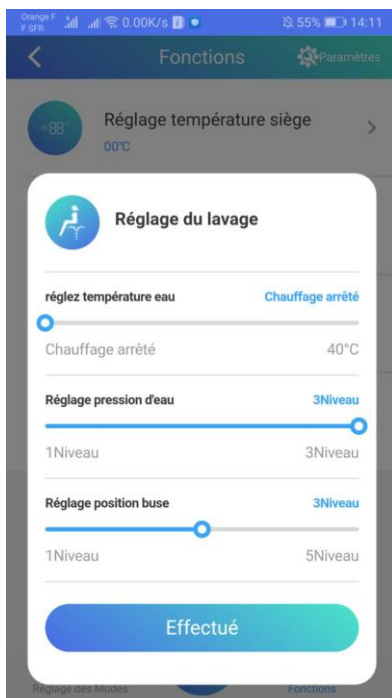 Orange F
F SFR
0.00K/s
55%
14:11
Fonctions
Paramètres
88
Réglage température siège
00°C
Réglage du lavage
réglez température eau
Chauffage arrêté
Chauffage arrêté
40°C
Réglage pression d'eau
3Niveau
1Niveau
3Niveau
Réglage position buse
3Niveau
1Niveau
5Niveau
Effectué
Réglage des Modes
Fonctions